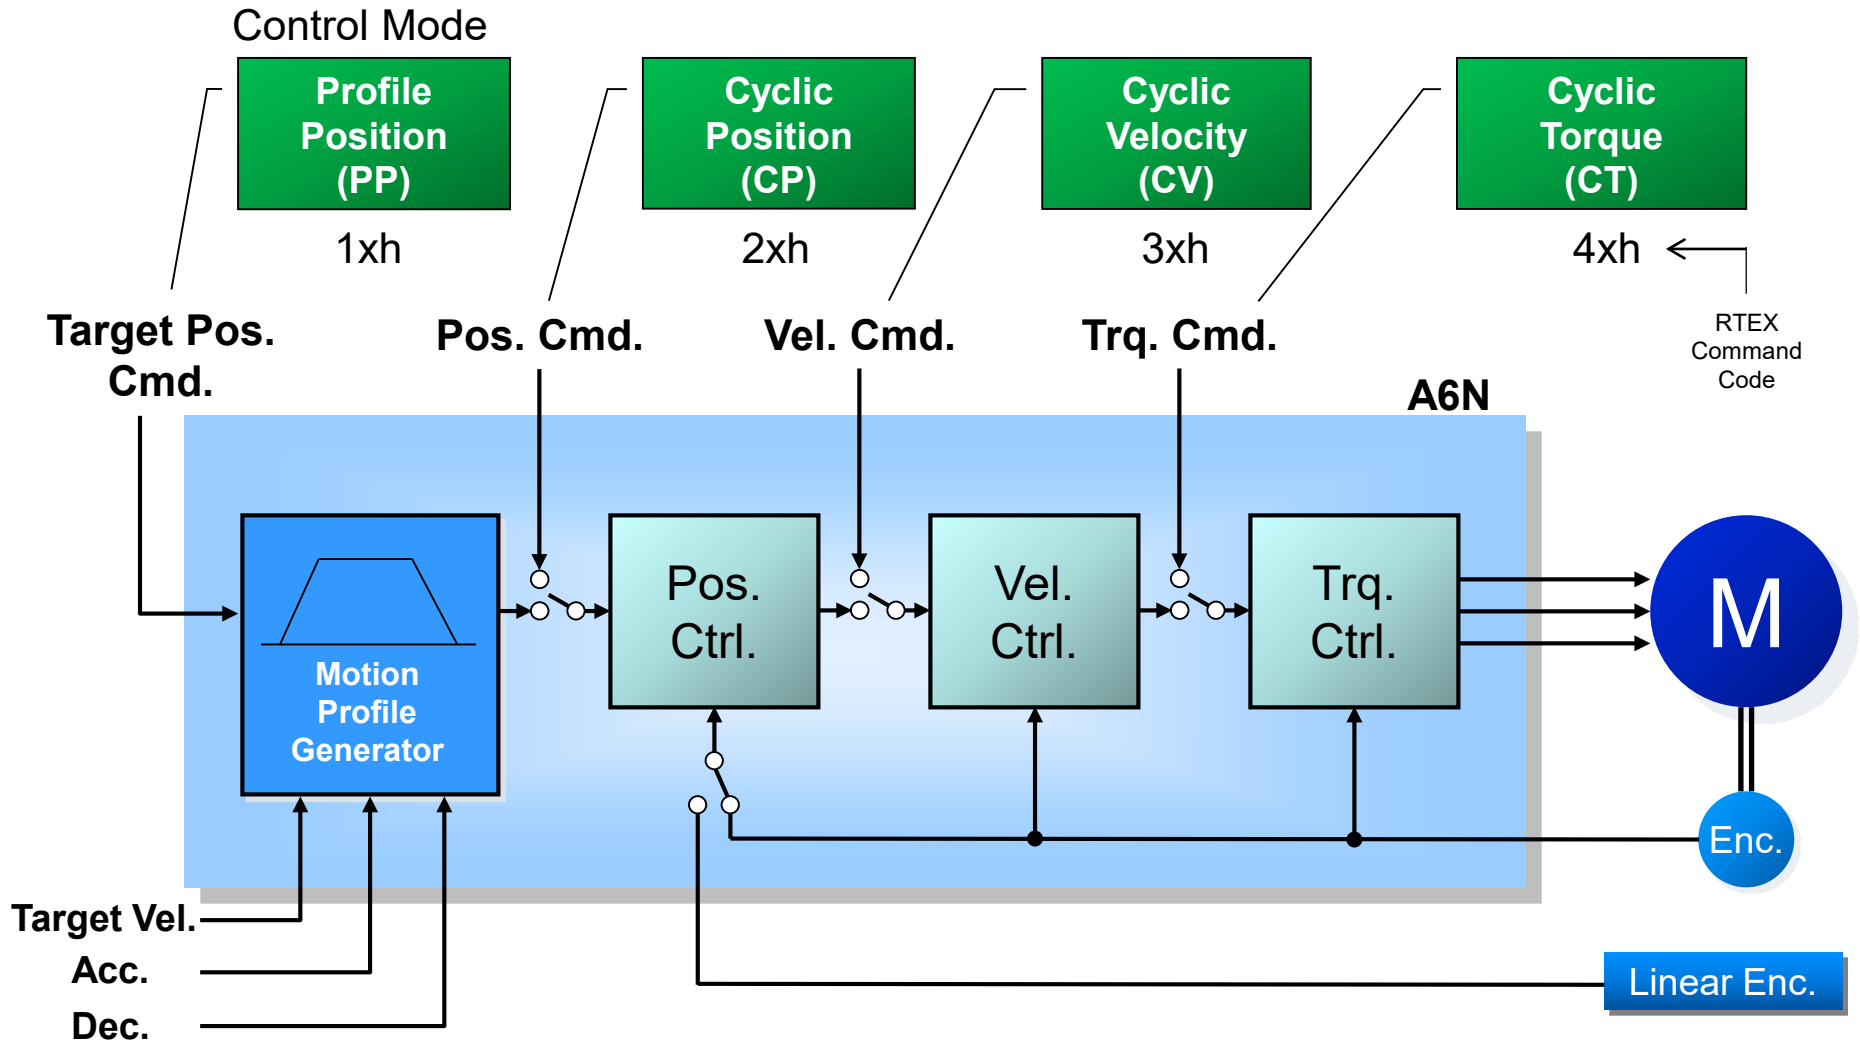 Control Mode
Profile
Position
(PP)
Cyclic
Position
(CP)
Cyclic
Velocity
(CV)
Cyclic
Torque
(CT)
1xh
2xh
3xh
4xh
RTEX
Command
Code
Target Pos.
Cmd.
Pos. Cmd.
Vel. Cmd.
Trq. Cmd.
A6N
Motion
Profile
Generator
Pos.
Ctrl.
Vel.
Ctrl.
Trq.
Ctrl.
M
Enc.
Target Vel.
Acc.
Dec.
Linear Enc.